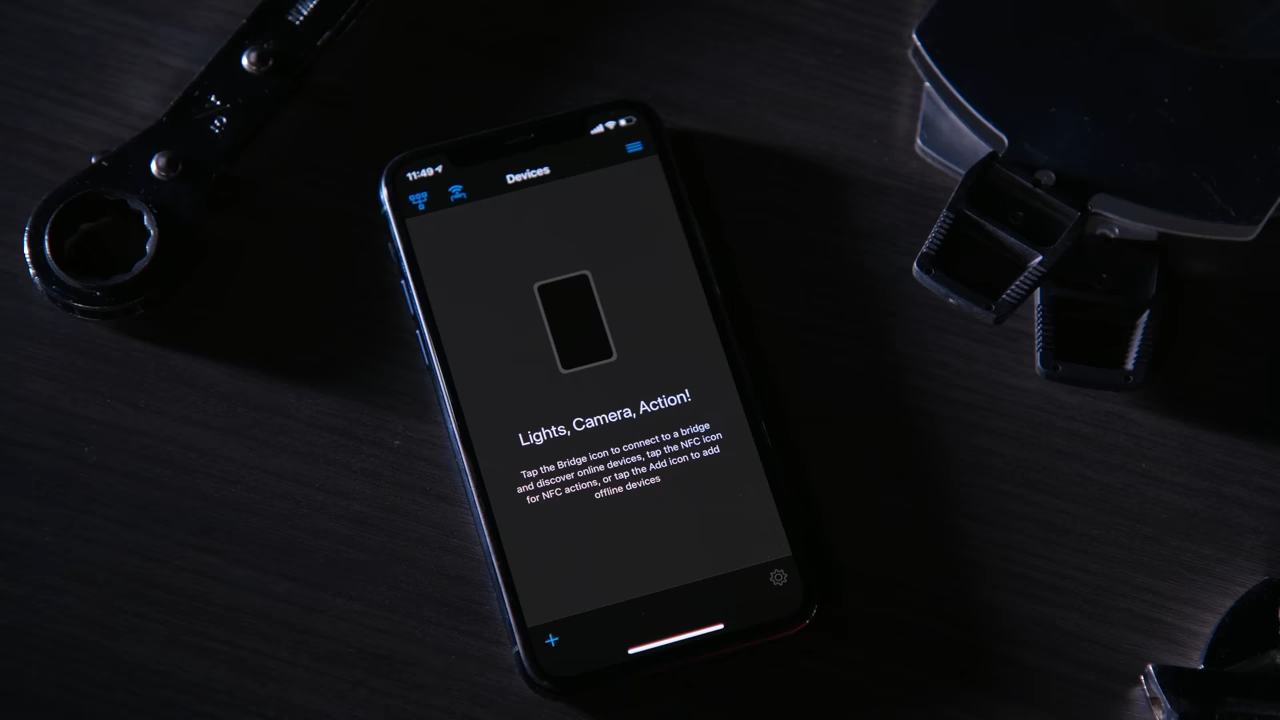 11:49
Devices
Lights, Camera, Action!
Tap the Bridge icon to connect to a bridge
and discover online devices, tap the NFC icon
for NFC actions, or tap the Add icon to add
offline devices